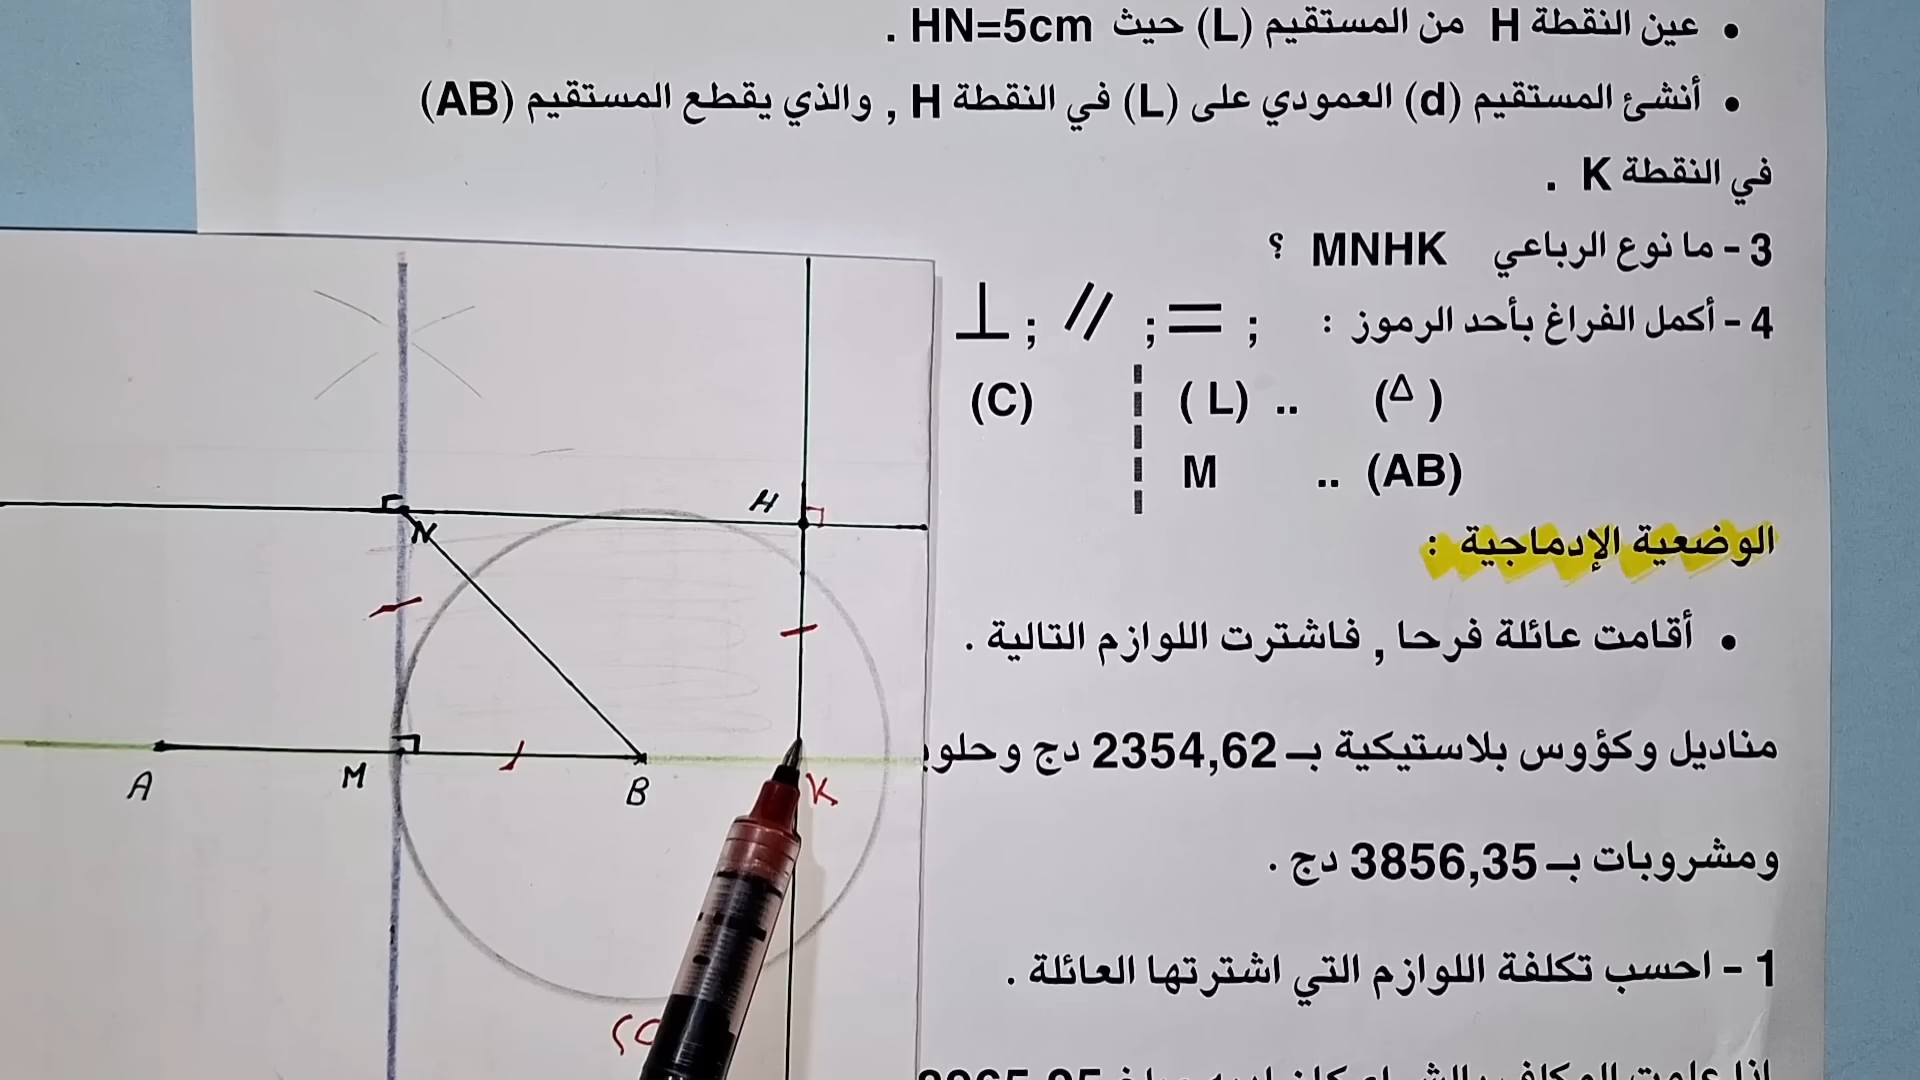 • عين النقطة H من المستقيم (L) حيث HN=5cm .
• أنشئ المستقيم (d) العمودي على (L) في النقطة H , والذي يقطع المستقيم (AB)
في النقطة K .
3 – ما نوع الرباعي MNHK ؟
4 – أكمل الفراغ بأحد الرموز : ; = ; // ; ⊥
(Δ) .. (L) (C)
(AB) .. M
الوضعية الإدماجية :
• أقامت عائلة فرحا , فاشترت اللوازم التالية .
مناديل وكؤوس بلاستيكية بـ 2354,62 دج
ومشروبات بـ 3856,35 دج .
1 – احسب تكلفة اللوازم التي اشترتها العائلة .
H
N
A M B K